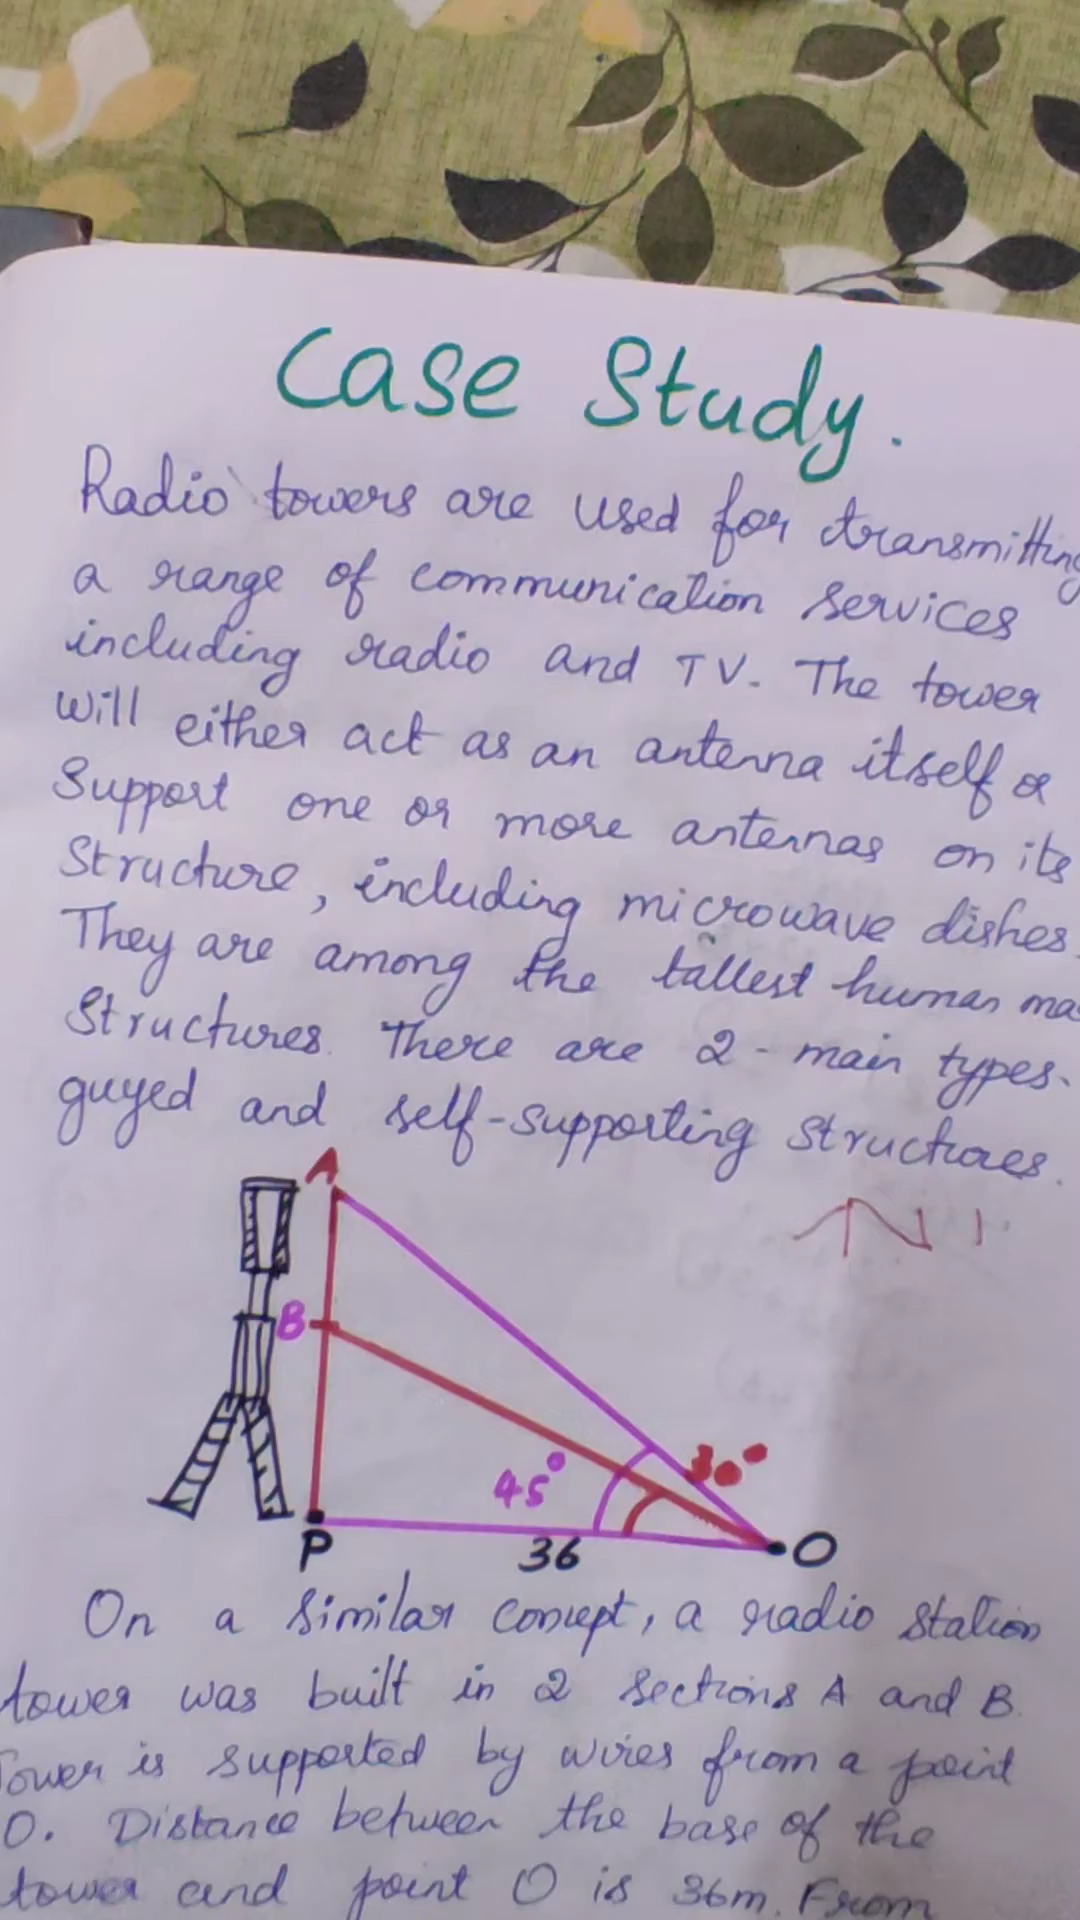 Case Study.
Radio towers are used for transmitting
a range of communication services
including radio and TV. The tower
will either act as an antenna itself or
Support one or more antennas on its
Structure, including microwave dishes.
They are among the tallest human ma
Structures. There are 2 - main types.
guyed and self-supporting structures.
A
B
45°
30°
P
36
O
On a similar concept, a radio station
tower was built in 2 sections A and B.
Tower is supported by wires from a point
O. Distance between the base of the
tower and point O is 36m. From